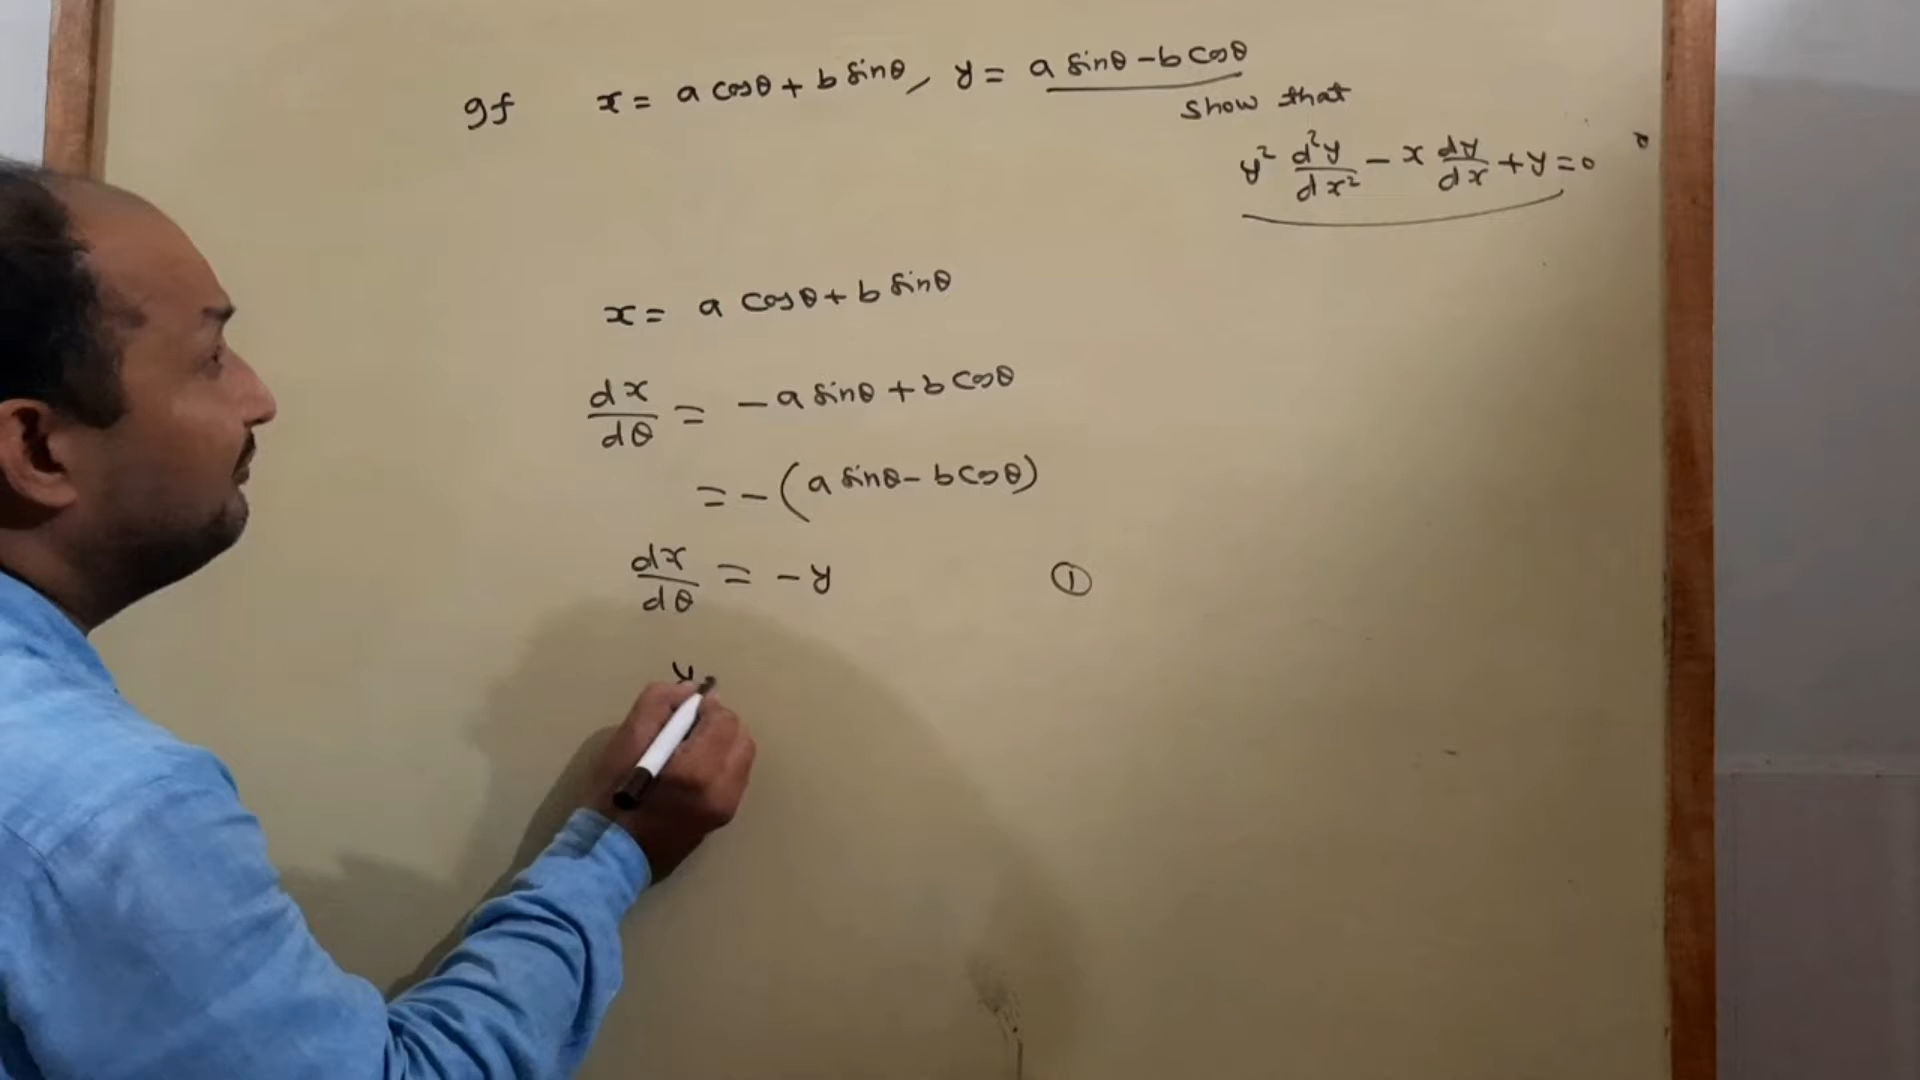 If x = a cosθ + b sinθ, y = a sinθ - b cosθ
show that
y² d²y/dx² - x dy/dx + y = 0
x = a cosθ + b sinθ
dx/dθ = - a sinθ + b cosθ
= - (a sinθ - b cosθ)
dx/dθ = - y ①
y